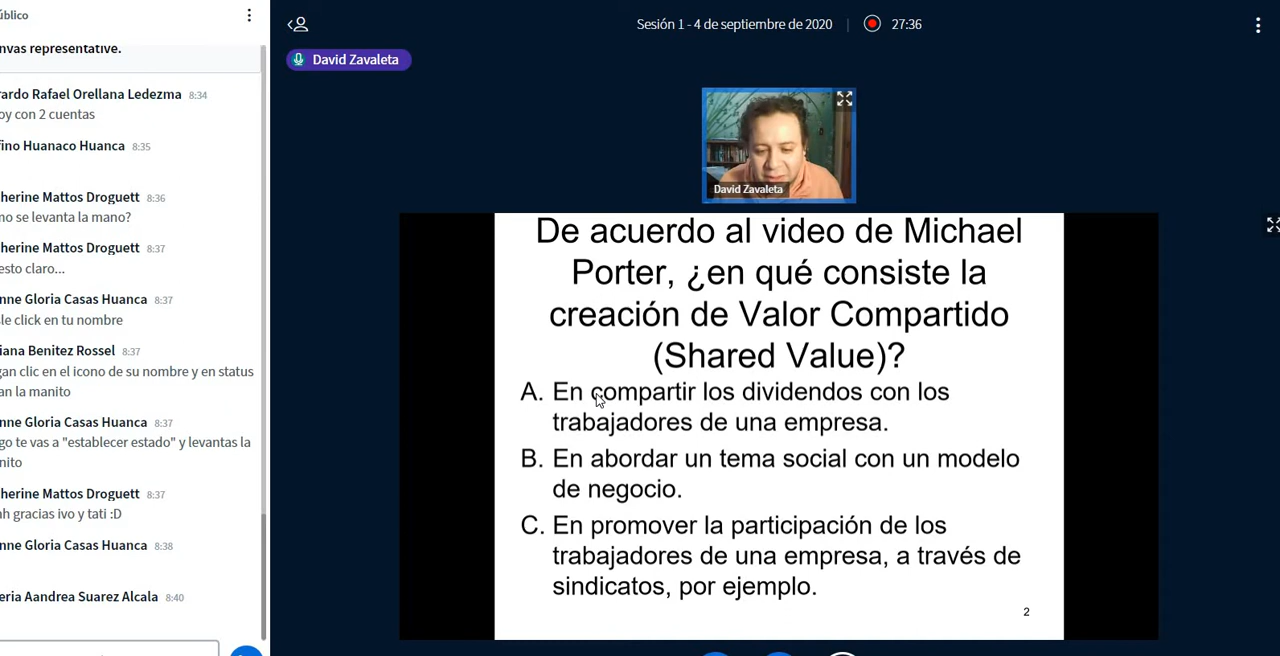 úblico
nvas representative.
ardo Rafael Orellana Ledezma 8:34
oy con 2 cuentas
ino Huanaco Huanca 8:35
herine Mattos Droguett 8:36
no se levanta la mano?
herine Mattos Droguett 8:37
esto claro...
nne Gloria Casas Huanca 8:37
le click en tu nombre
iana Benitez Rossel 8:37
gan clic en el icono de su nombre y en status
an la manito
nne Gloria Casas Huanca 8:37
go te vas a "establecer estado" y levantas la
nito
herine Mattos Droguett 8:37
h gracias ivo y tati :D
nne Gloria Casas Huanca 8:38
eria Aandrea Suarez Alcala 8:40
Sesión 1 - 4 de septiembre de 2020 | 27:36
David Zavaleta
David Zavaleta
De acuerdo al video de Michael
Porter, ¿en qué consiste la
creación de Valor Compartido
(Shared Value)?
A. En compartir los dividendos con los
trabajadores de una empresa.
B. En abordar un tema social con un modelo
de negocio.
C. En promover la participación de los
trabajadores de una empresa, a través de
sindicatos, por ejemplo.
2